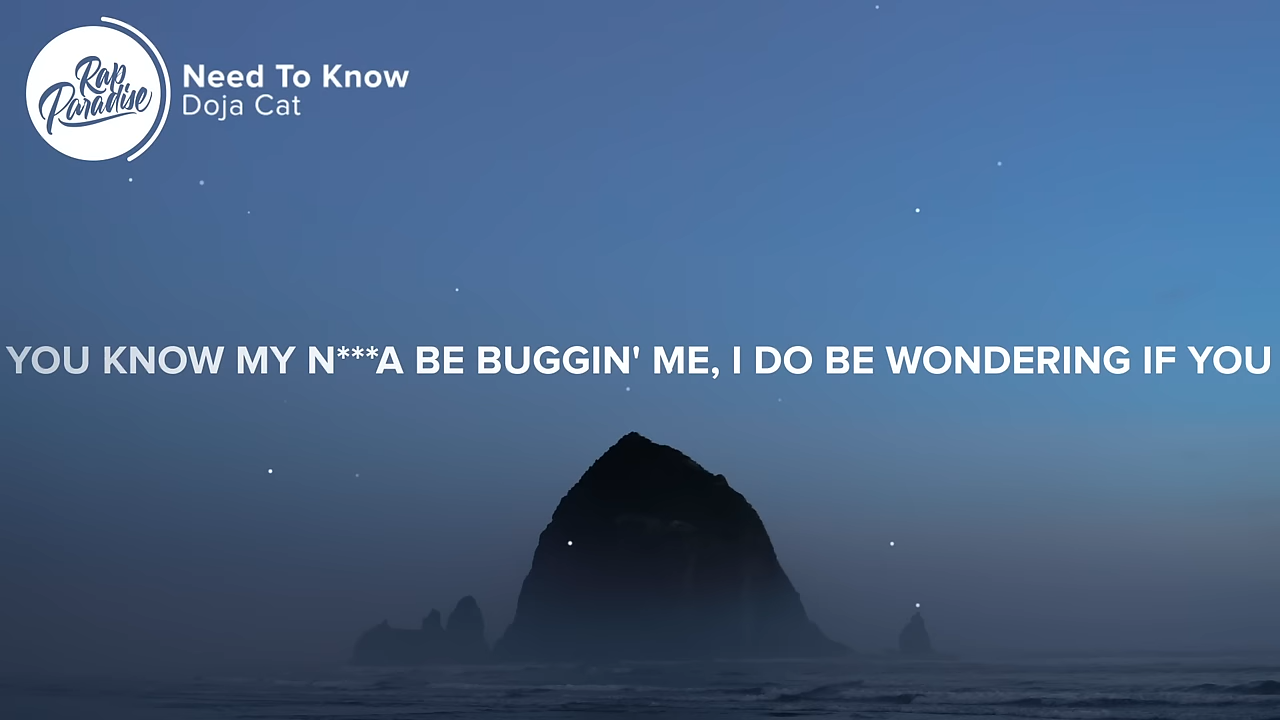 Rap
Paradise
Need To Know
Doja Cat
YOU KNOW MY N***A BE BUGGIN' ME, I DO BE WONDERING IF YOU